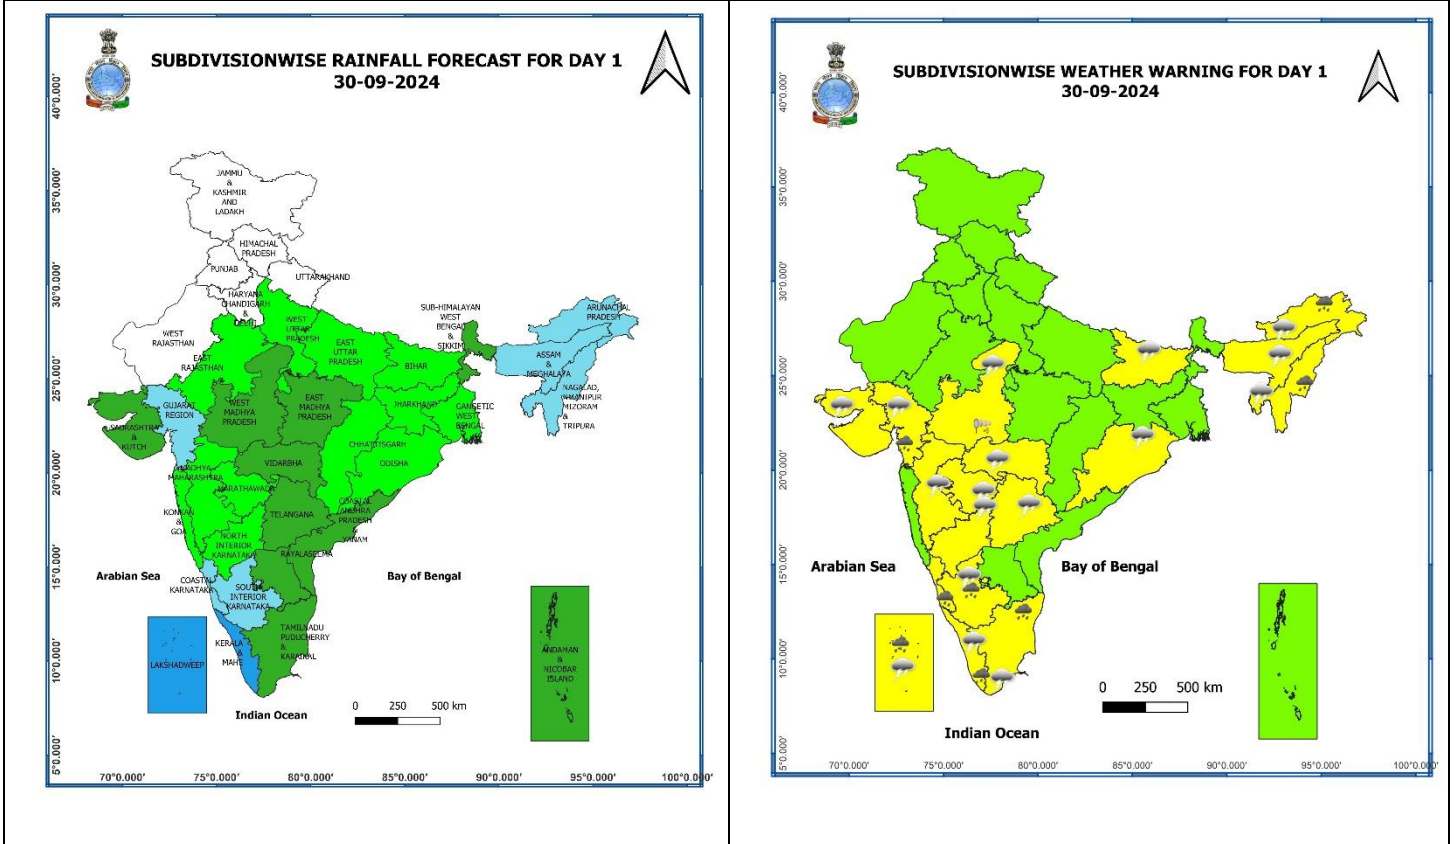 SUBDIVISIONWISE RAINFALL FORECAST FOR DAY 1
30-09-2024
40°0.000'
35°0.000'
30°0.000'
25°0.000'
20°0.000'
15°0.000'
10°0.000'
5°0.000'
JAMMU
&
KASHMIR
AND
LADAKH
HIMACHAL
PRADESH
PUNJAB
UTTARAKHAND
HARYANA
CHANDIGARH
&
DELHI
WEST
RAJASTHAN
WEST
UTTAR
PRADESH
SUB-HIMALAYAN
WEST
BENGAL
&
SIKKIM
ARUNACHAL
PRADESH
EAST
RAJASTHAN
EAST
UTTAR
PRADESH
BIHAR
ASSAM
&
MEGHALAYA
NAGALAD,
MANIPUR
MIZORAM
&
TRIPURA
GUJARAT
REGION
SAURASHTRA
&
KUTCH
WEST
MADHYA
PRADESH
EAST
MADHYA
PRADESH
JHARKHAND
GANGETIC
WEST
BENGAL
CHHATTISGARH
ODISHA
VIDARBHA
MADHYA
MAHARASHTRA
MARATHAWADA
KONKAN
&
GOA
TELANGANA
COASTAL
ANDHRA
PRADESH
&
YANAM
NORTH
INTERIOR
KARNATAKA
RAYALASEEMA
Arabian Sea
Bay of Bengal
COASTAL
KARNATAKA
SOUTH
INTERIOR
KARNATAKA
TAMILNADU
PUDUCHERRY
&
KARAIKAL
KERALA
&
MAHE
LAKSHADWEEP
ANDAMAN
&
NICOBAR
ISLAND
Indian Ocean
0 250 500 km
70°0.000' 75°0.000' 80°0.000' 85°0.000' 90°0.000' 95°0.000' 100°0.000'
SUBDIVISIONWISE WEATHER WARNING FOR DAY 1
30-09-2024
40°0.000'
35°0.000'
30°0.000'
25°0.000'
20°0.000'
15°0.000'
10°0.000'
5°0.000'
Arabian Sea
Bay of Bengal
0 250 500 km
Indian Ocean
70°0.000' 75°0.000' 80°0.000' 85°0.000' 90°0.000' 95°0.000' 100°0.000'